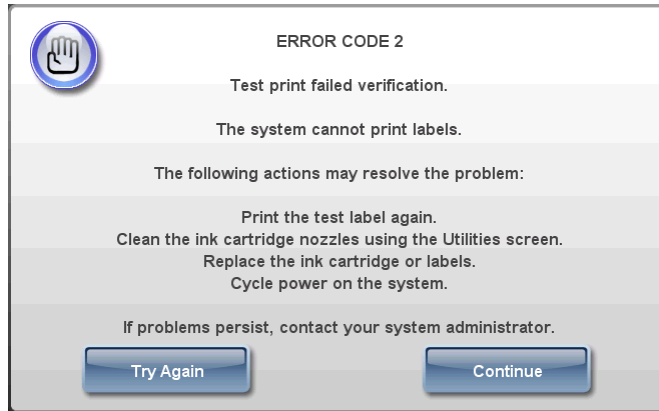 ERROR CODE 2
Test print failed verification.
The system cannot print labels.
The following actions may resolve the problem:
Print the test label again.
Clean the ink cartridge nozzles using the Utilities screen.
Replace the ink cartridge or labels.
Cycle power on the system.
If problems persist, contact your system administrator.
Try Again
Continue